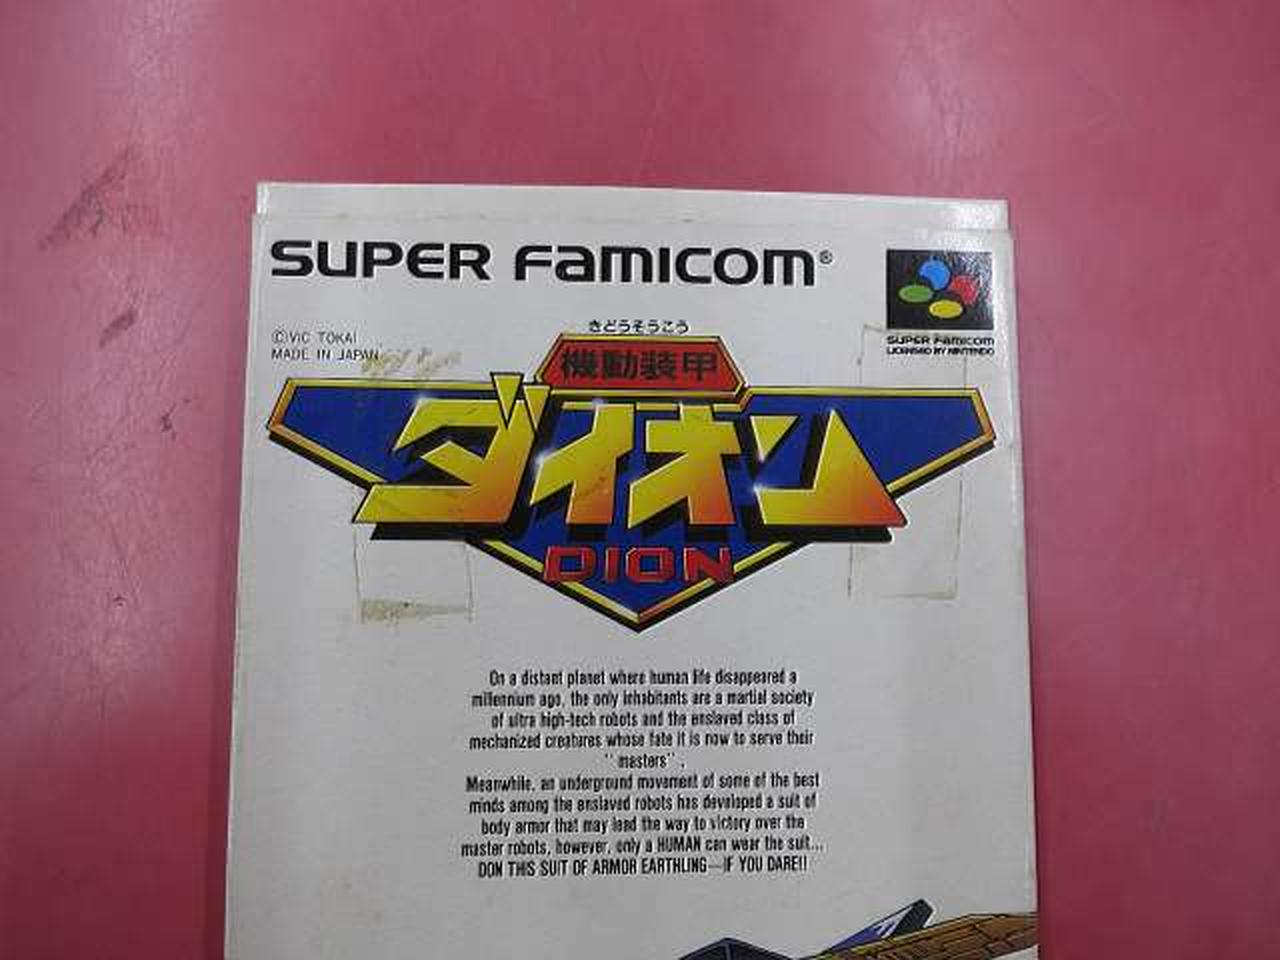 SUPER FAMICOM®
©VIC TOKAI
MADE IN JAPAN
SUPER FAMICOM
LICENSED BY NINTENDO
きどうそうこう
機動装甲
ダイオン
DION
On a distant planet where human life disappeared a
millennium ago, the only inhabitants are a martial society
of ultra high-tech robots and the enslaved class of
mechanized creatures whose fate it is now to serve their
"masters".
Meanwhile, an underground movement of some of the best
minds among the enslaved robots has developed a suit of
body armor that may lead the way to victory over the
master robots, however, only a HUMAN can wear the suit...
DON THIS SUIT OF ARMOR EARTHLING—IF YOU DARE!!